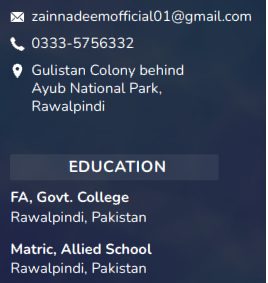 zainnadeemofficial01@gmail.com
0333-5756332
Gulistan Colony behind
Ayub National Park,
Rawalpindi
EDUCATION
FA, Govt. College
Rawalpindi, Pakistan
Matric, Allied School
Rawalpindi, Pakistan